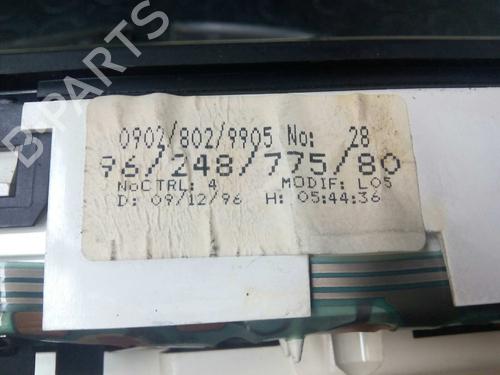 B-PARTS
0902/802/9905 No: 28
96/248/775/80
NoCTRL: 4 MODIF: L05
D: 09/12/96 H: 05:44:36